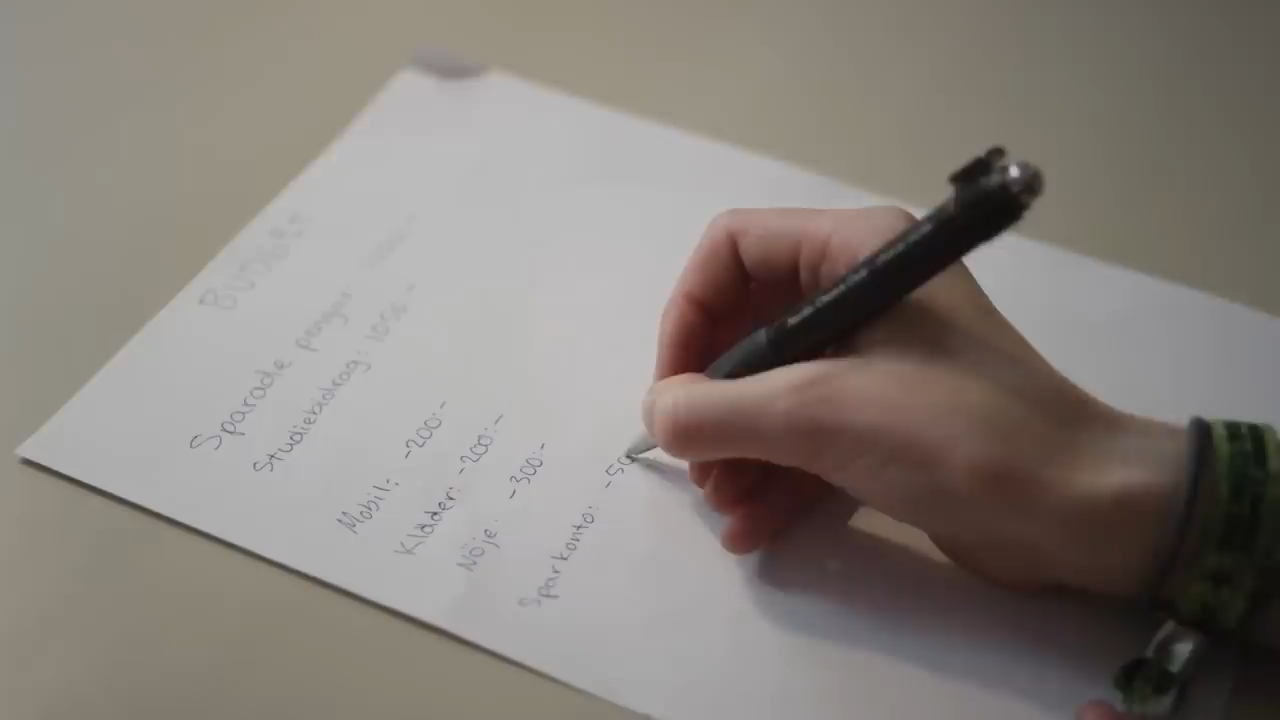 BUDGET
Sparade pengar
Studiebidrag: 1050:-
Mobil: -200:-
Kläder: -200:-
Nöje: -300:-
Sparkonto: -50